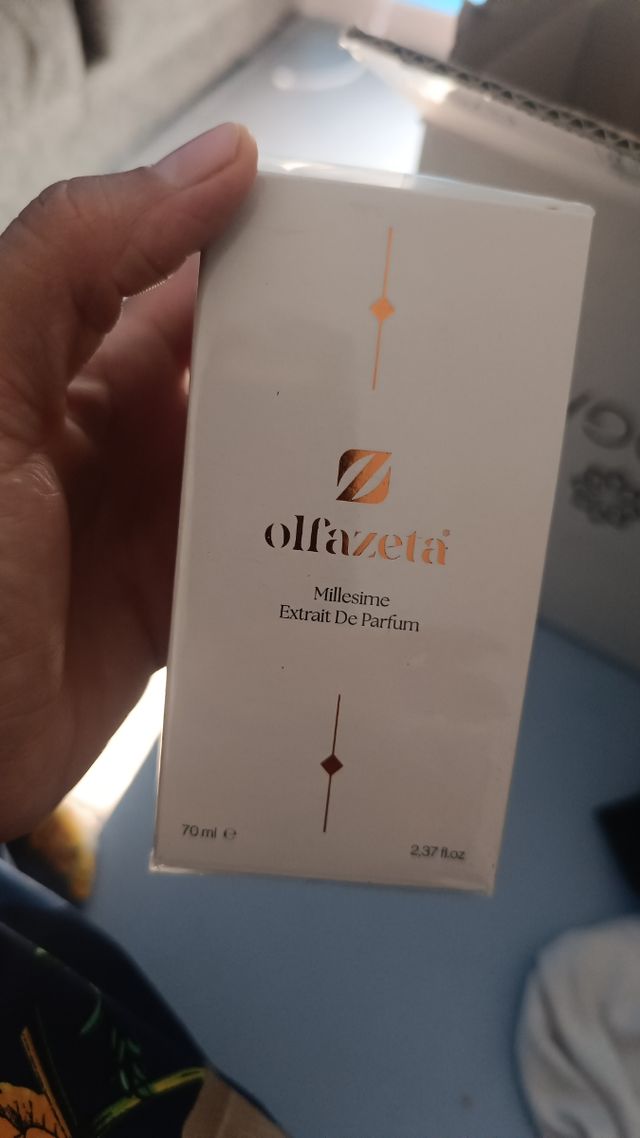 olfazeta
Millesime
Extrait De Parfum
70 ml ℮
2,37 fl.oz